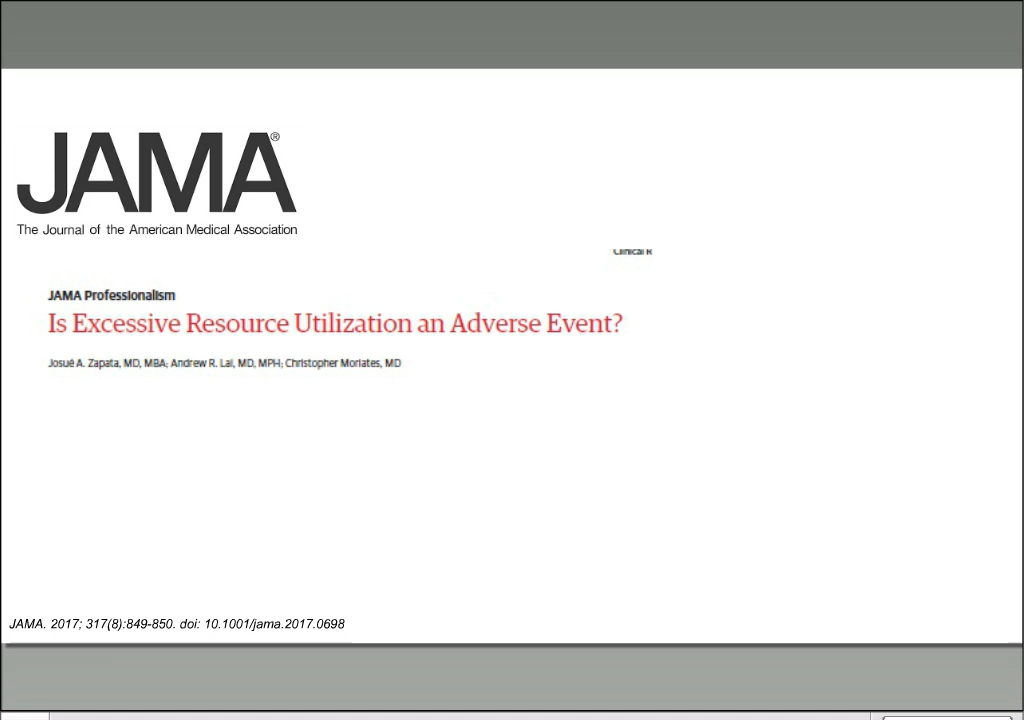 JAMA®
The Journal of the American Medical Association
Clinical R
JAMA Professionalism
Is Excessive Resource Utilization an Adverse Event?
Josué A. Zapata, MD, MBA; Andrew R. Lai, MD, MPH; Christopher Moriates, MD
JAMA. 2017; 317(8):849-850. doi: 10.1001/jama.2017.0698